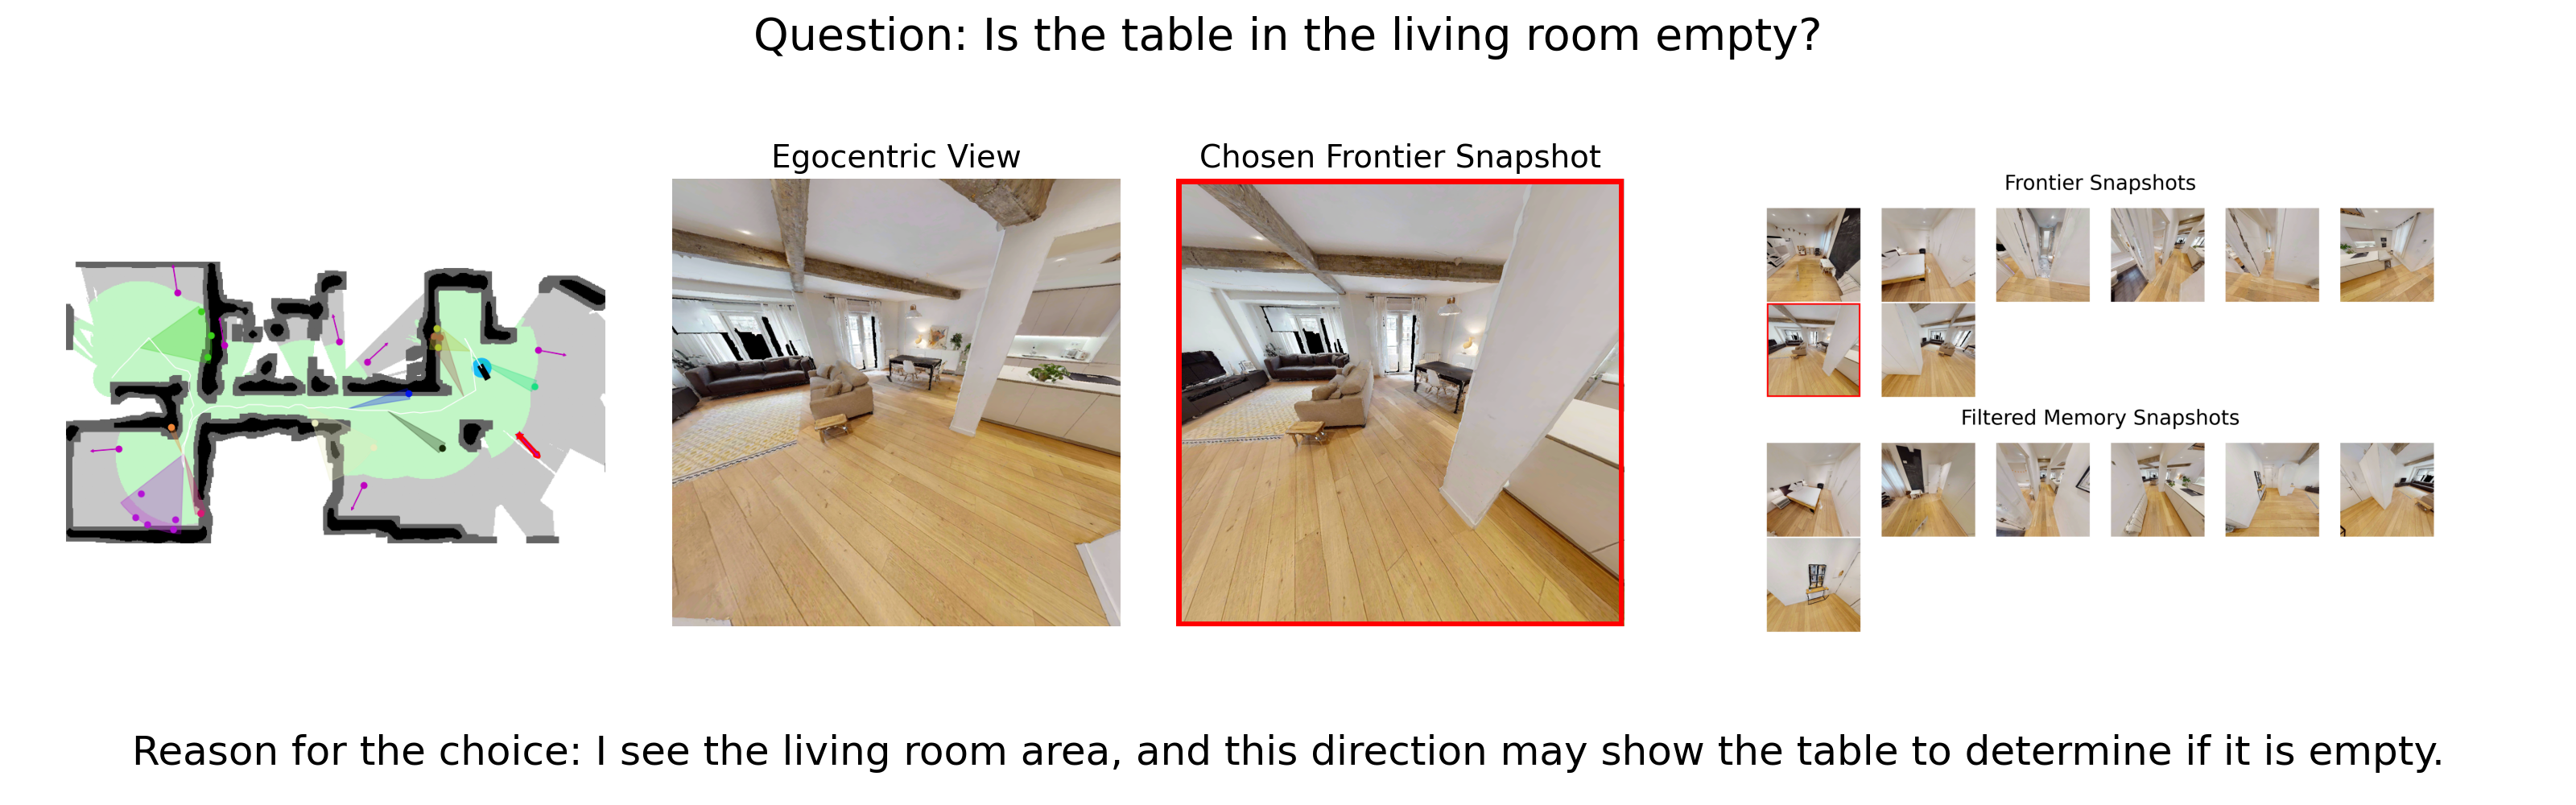 Question: Is the table in the living room empty?
Egocentric View
Chosen Frontier Snapshot
Frontier Snapshots
Filtered Memory Snapshots
Reason for the choice: I see the living room area, and this direction may show the table to determine if it is empty.